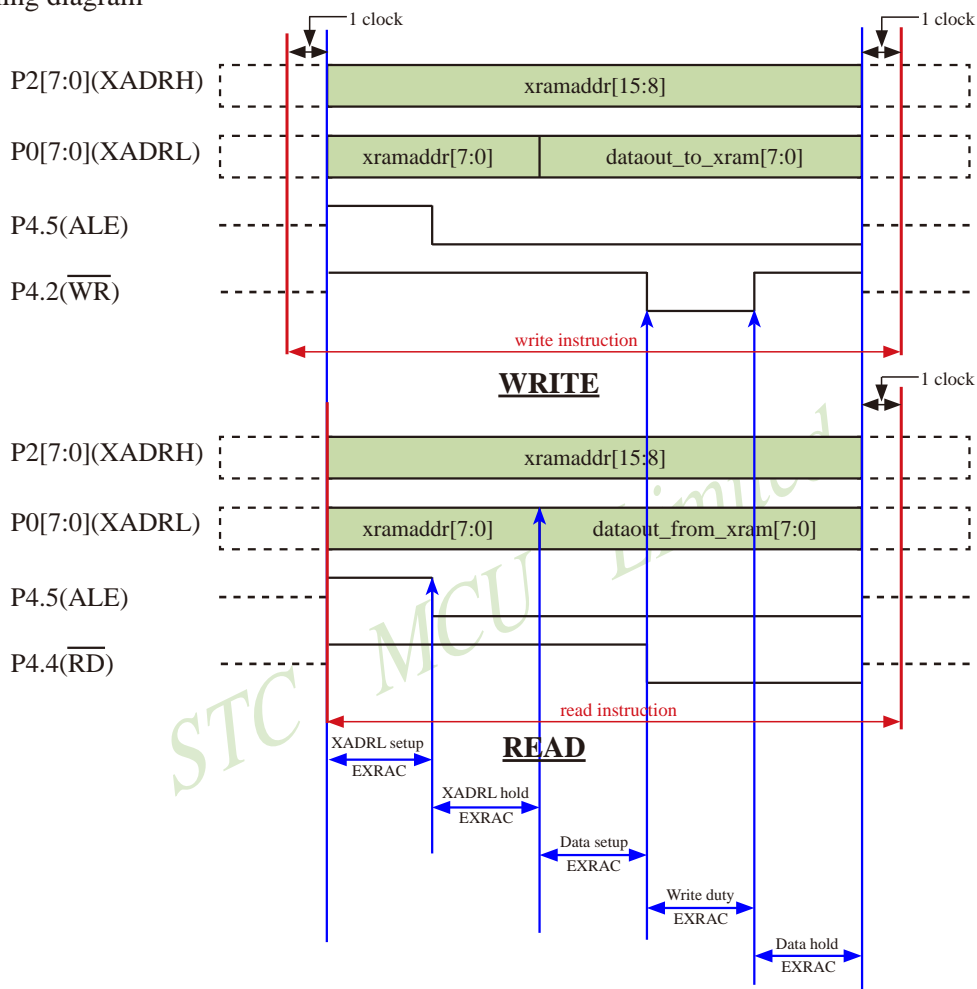 ing diagram
1 clock
1 clock
P2[7:0](XADRH)
xramaddr[15:8]
P0[7:0](XADRL)
xramaddr[7:0]
dataout_to_xram[7:0]
P4.5(ALE)
P4.2(W̅R̅)
write instruction
WRITE
1 clock
P2[7:0](XADRH)
xramaddr[15:8]
P0[7:0](XADRL)
xramaddr[7:0]
dataout_from_xram[7:0]
P4.5(ALE)
P4.4(R̅D̅)
STC MCU Limited
read instruction
READ
XADRL setup
EXRAC
XADRL hold
EXRAC
Data setup
EXRAC
Write duty
EXRAC
Data hold
EXRAC